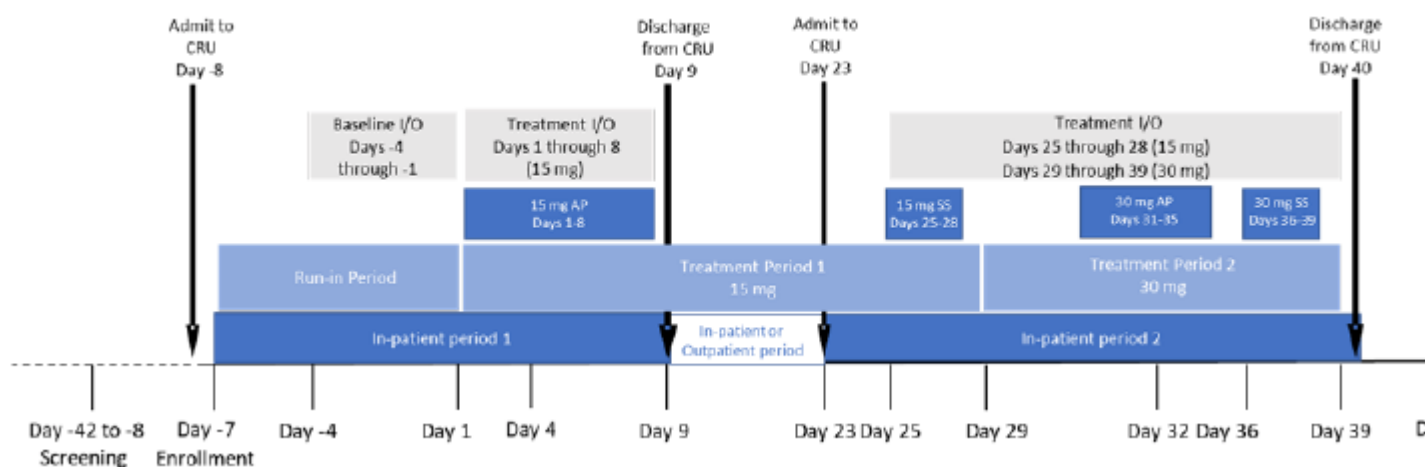 Admit to
CRU
Day -8
Discharge
from CRU
Day 9
Admit to
CRU
Day 23
Discharge
from CRU
Day 40
Baseline I/O
Days -4
through -1
Treatment I/O
Days 1 through 8
(15 mg)
Treatment I/O
Days 25 through 28 (15 mg)
Days 29 through 39 (30 mg)
15 mg AP
Days 1-8
15 mg SS
Days 25-28
30 mg AP
Days 31-35
30 mg SS
Days 36-39
Run-in Period
Treatment Period 1
15 mg
Treatment Period 2
30 mg
In-patient period 1
In-patient or
Outpatient period
In-patient period 2
Day -42 to -8
Screening
Day -7
Enrollment
Day -4
Day 1
Day 4
Day 9
Day 23
Day 25
Day 29
Day 32
Day 36
Day 39